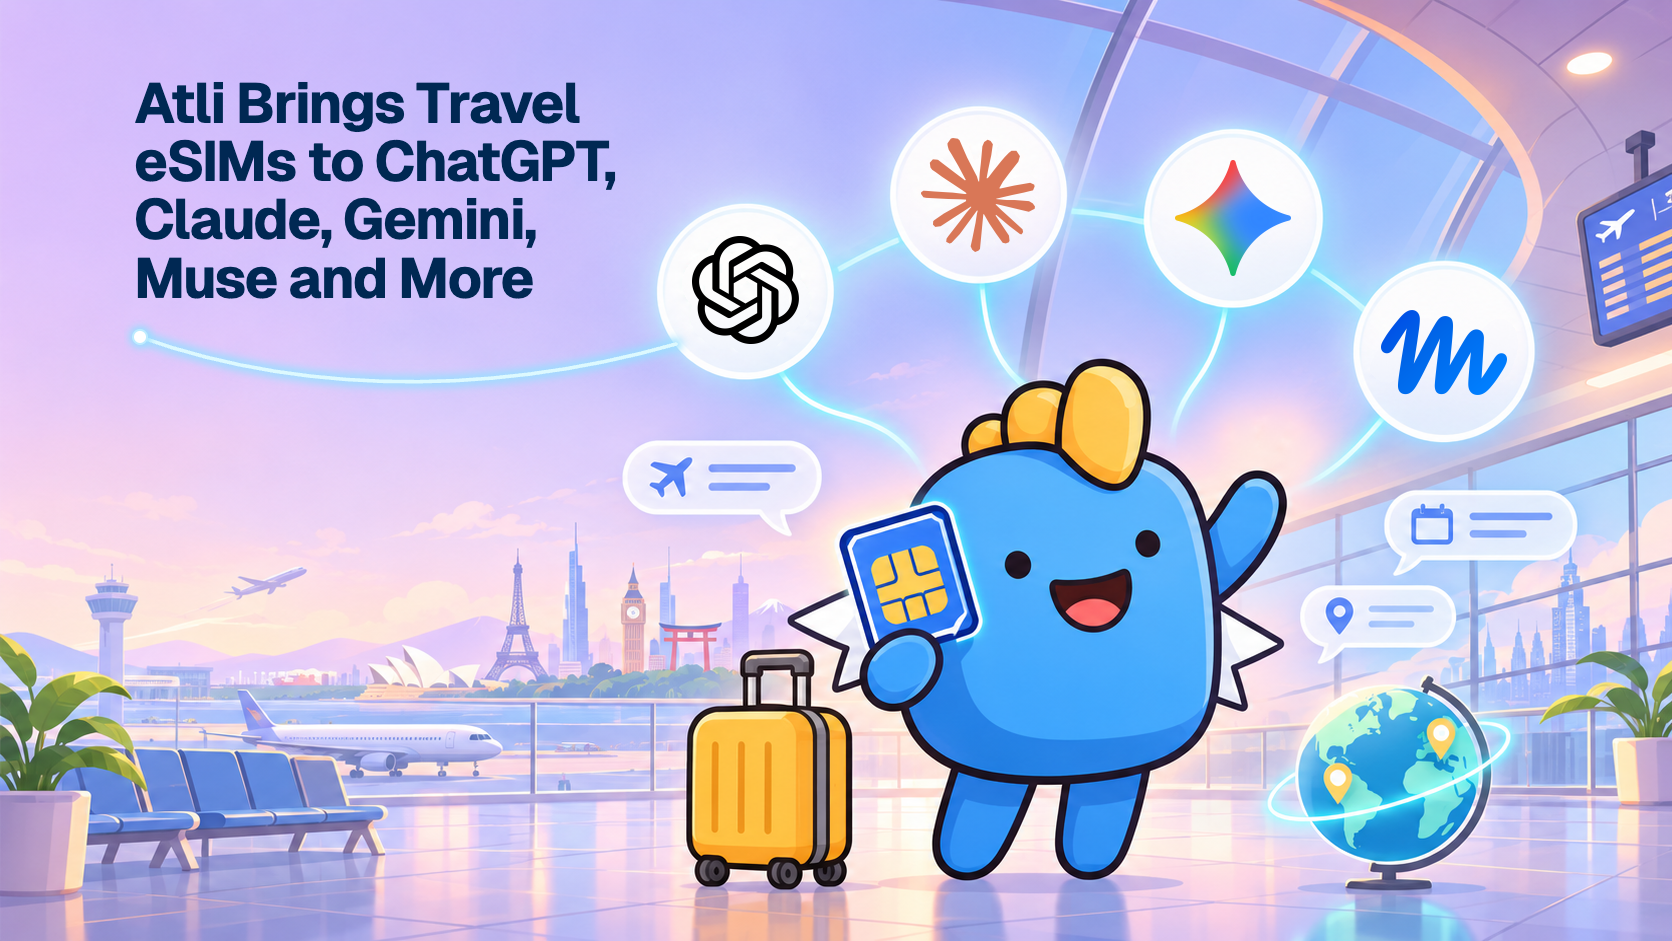 Atli Brings Travel
eSIMs to ChatGPT,
Claude, Gemini,
Muse and More